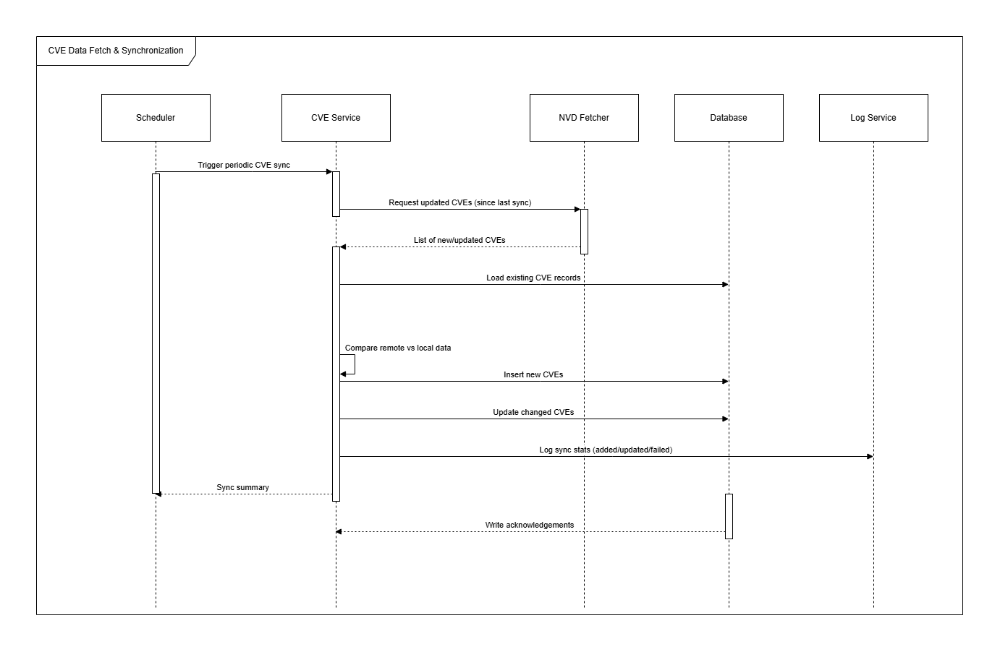 CVE Data Fetch & Synchronization
Scheduler
CVE Service
NVD Fetcher
Database
Log Service
Trigger periodic CVE sync
Request updated CVEs (since last sync)
List of new/updated CVEs
Load existing CVE records
Compare remote vs local data
Insert new CVEs
Update changed CVEs
Log sync stats (added/updated/failed)
Sync summary
Write acknowledgements